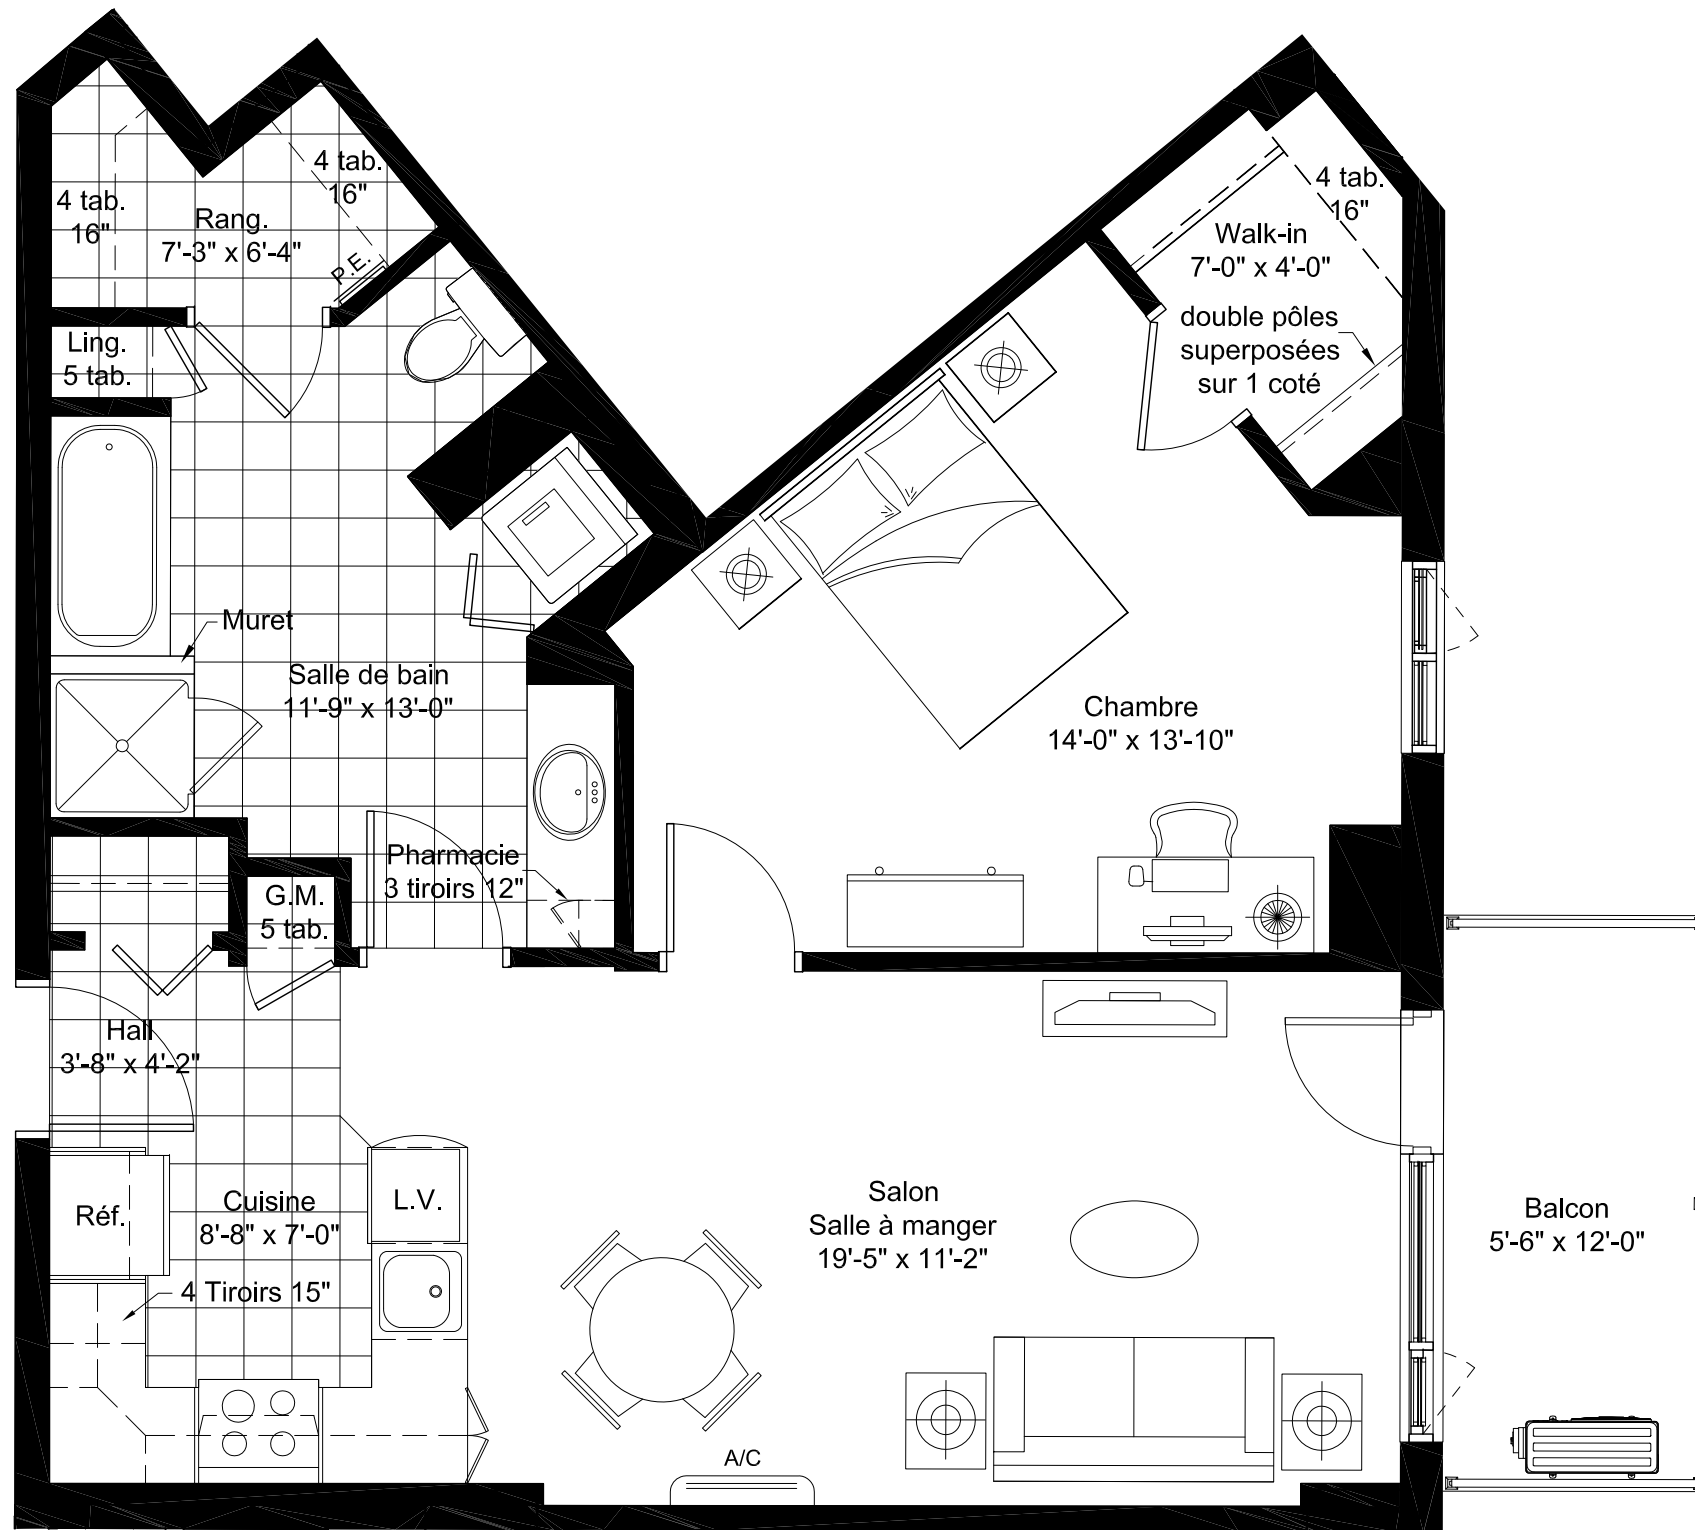 4 tab.
16"
4 tab.
16"
Rang.
7'-3" x 6'-4"
P.E.
Ling.
5 tab.
4 tab.
16"
Walk-in
7'-0" x 4'-0"
double pôles
superposées
sur 1 coté
Muret
Salle de bain
11'-9" x 13'-0"
Chambre
14'-0" x 13'-10"
Pharmacie
3 tiroirs 12"
G.M.
5 tab.
Hall
3'-8" x 4'-2"
Réf.
Cuisine
8'-8" x 7'-0"
L.V.
4 Tiroirs 15"
Salon
Salle à manger
19'-5" x 11'-2"
Balcon
5'-6" x 12'-0"
A/C